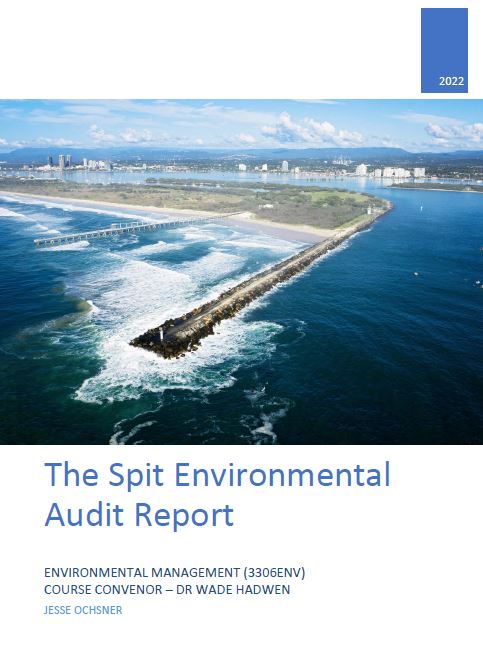 2022
The Spit Environmental
Audit Report
ENVIRONMENTAL MANAGEMENT (3306ENV)
COURSE CONVENOR – DR WADE HADWEN
JESSE OCHSNER